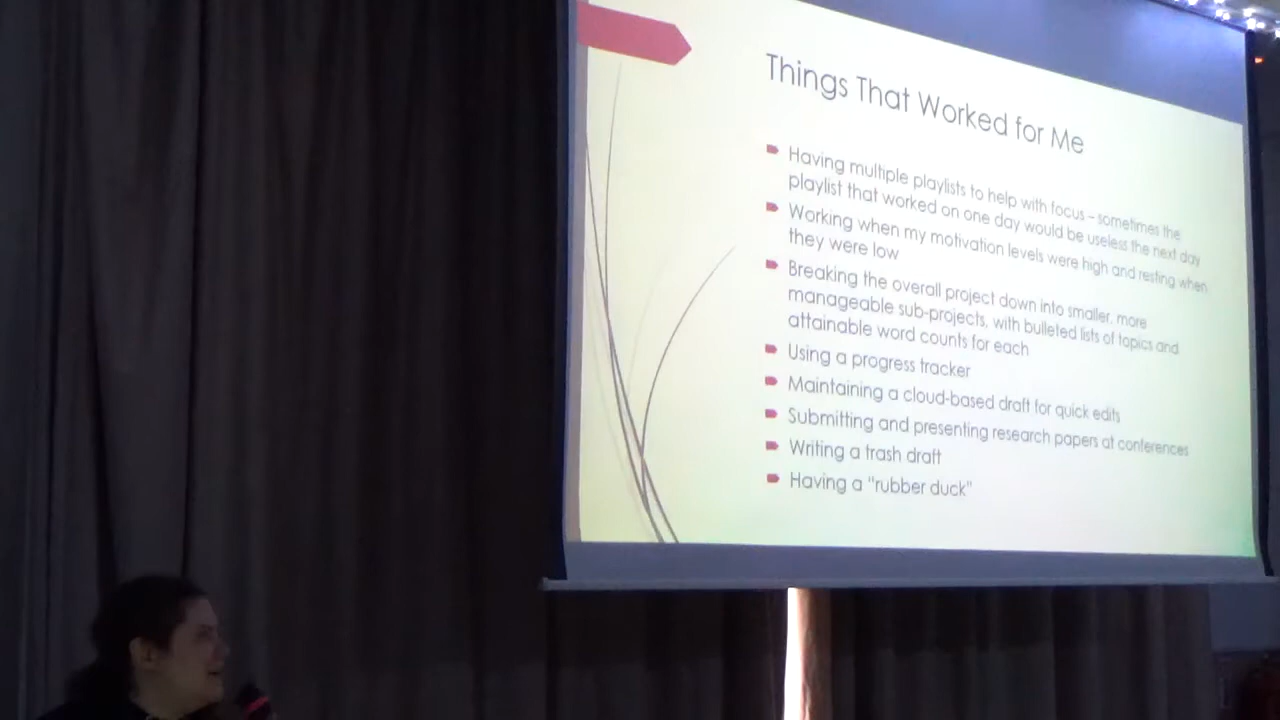 Things That Worked for Me
Having multiple playlists to help with focus – sometimes the
playlist that worked on one day would be useless the next day
Working when my motivation levels were high and resting when
they were low
Breaking the overall project down into smaller, more
manageable sub-projects, with bulleted lists of topics and
attainable word counts for each
Using a progress tracker
Maintaining a cloud-based draft for quick edits
Submitting and presenting research papers at conferences
Writing a trash draft
Having a "rubber duck"